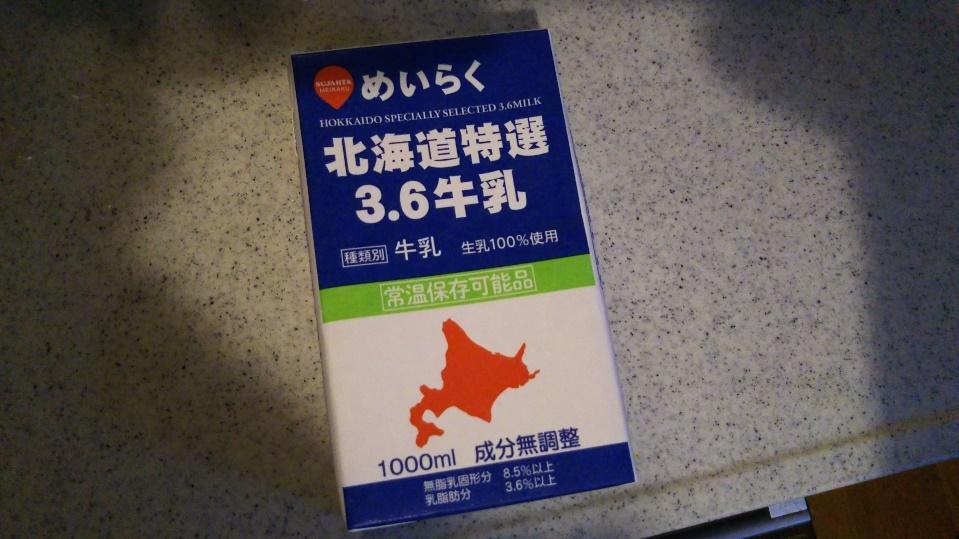 SUJAHTA
MEIRAKU
めいらく
HOKKAIDO SPECIALLY SELECTED 3.6MILK
北海道特選
3.6牛乳
種類別 牛乳 生乳100%使用
常温保存可能品
1000ml 成分無調整
無脂乳固形分 8.5%以上
乳脂肪分 3.6%以上